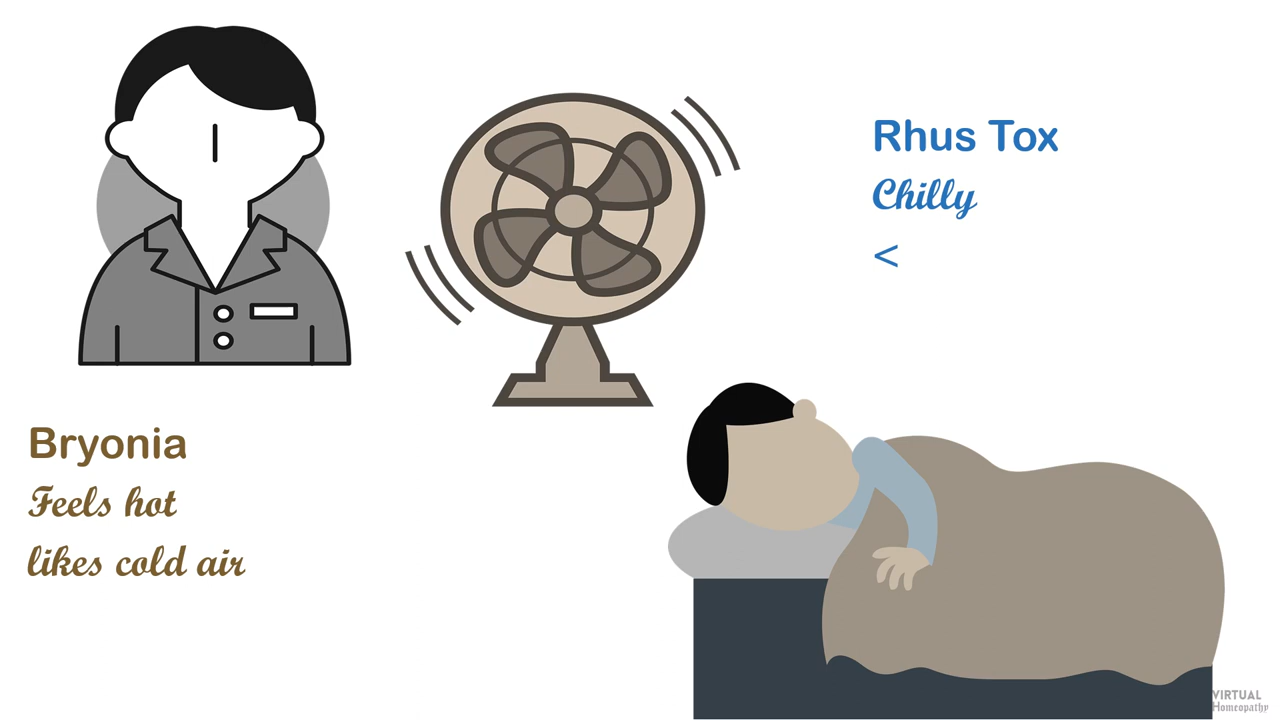 Bryonia
Feels hot
likes cold air
Rhus Tox
Chilly
<
VIRTUAL
Homeopathy